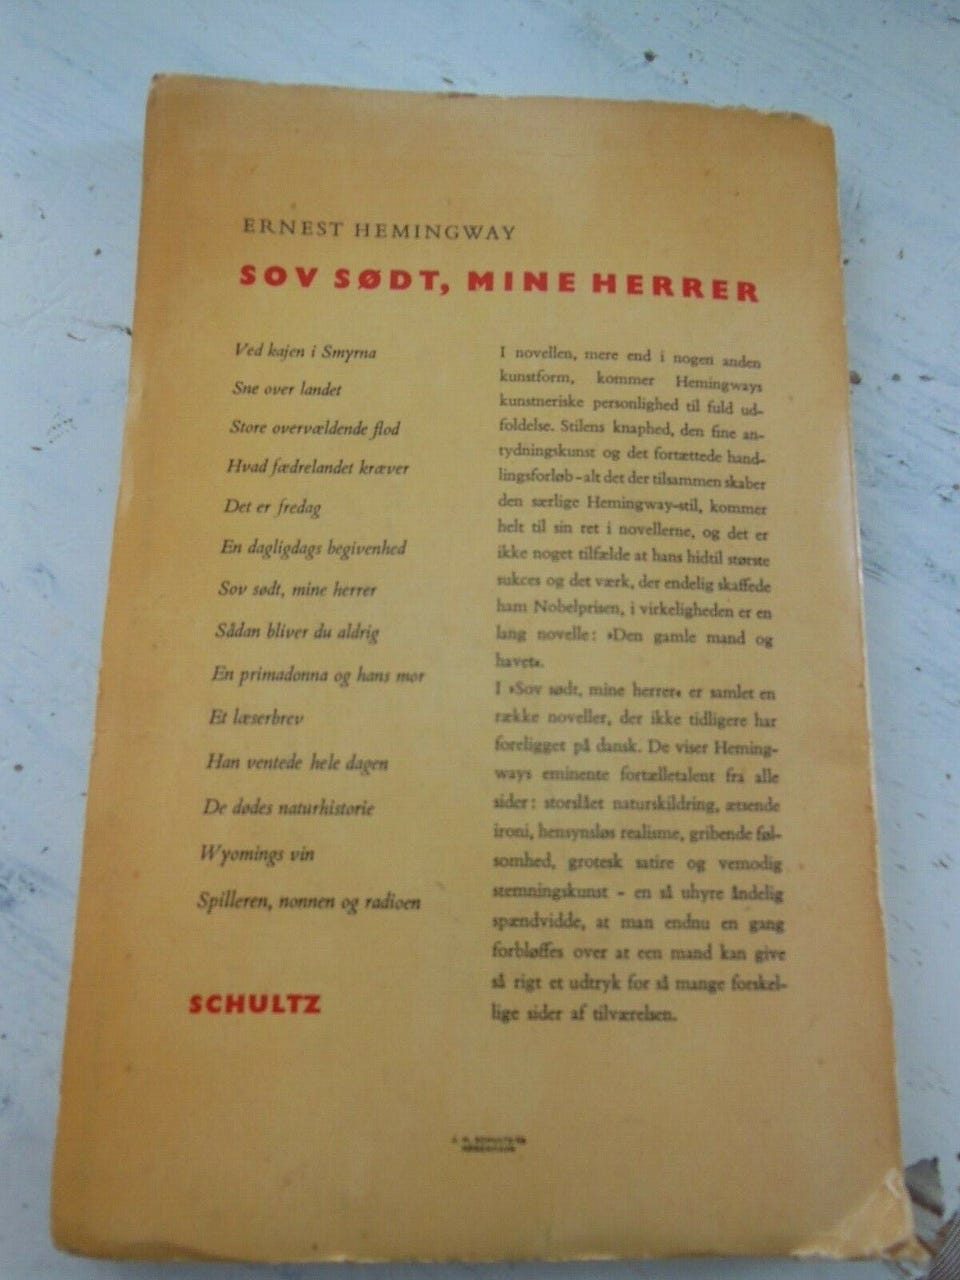 ERNEST HEMINGWAY
SOV SØDT, MINE HERRER
Ved kajen i Smyrna
Sne over landet
Store overvældende flod
Hvad fædrelandet kræver
Det er fredag
En dagligdags begivenhed
Sov sødt, mine herrer
Sådan bliver du aldrig
En primadonna og hans mor
Et læserbrev
Han ventede hele dagen
De dødes naturhistorie
Wyomings vin
Spilleren, nonnen og radioen
SCHULTZ
I novellen, mere end i nogen anden
kunstform, kommer Hemingways
kunstneriske personlighed til fuld ud-
foldelse. Stilens knaphed, den fine an-
tydningskunst og det fortættede hand-
lingsforløb – alt det der tilsammen skaber
den særlige Hemingway-stil, kommer
helt til sin ret i novellerne, og det er
ikke noget tilfælde at hans hidtil største
sukces og det værk, der endelig skaffede
ham Nobelprisen, i virkeligheden er en
lang novelle: »Den gamle mand og
havet«.
I »Sov sødt, mine herrer« er samlet en
række noveller, der ikke tidligere har
foreligget på dansk. De viser Heming-
ways eminente fortælletalent fra alle
sider: storslået naturskildring, ætsende
ironi, hensynsløs realisme, gribende føl-
somhed, grotesk satire og vemodig
stemningskunst – en så uhyre åndelig
spændvidde, at man endnu en gang
forbløffes over at een mand kan give
så rigt et udtryk for så mange forskel-
lige sider af tilværelsen.
KØBENHAVN